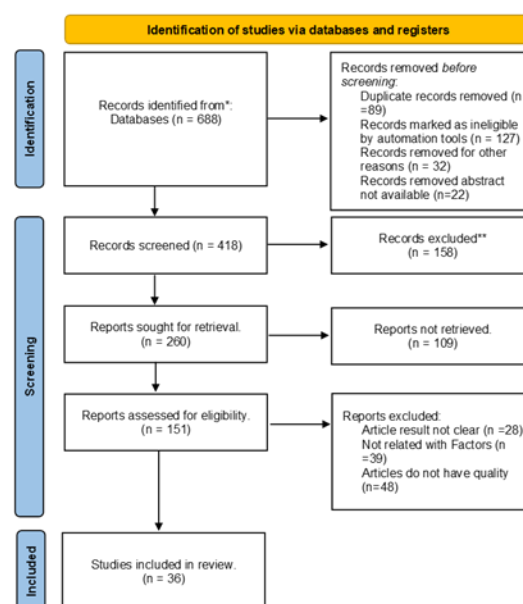 Identification of studies via databases and registers
Identification
Records identified from*:
Databases (n = 688)
Records removed before
screening:
Duplicate records removed (n
=89)
Records marked as ineligible
by automation tools (n = 127)
Records removed for other
reasons (n = 32)
Records removed abstract
not available (n=22)
Screening
Records screened (n = 418)
Records excluded**
(n = 158)
Reports sought for retrieval.
(n = 260)
Reports not retrieved.
(n = 109)
Reports assessed for eligibility.
(n = 151)
Reports excluded:
Article result not clear (n =28)
Not related with Factors (n
=39)
Articles do not have quality
(n=48)
Included
Studies included in review.
(n = 36)